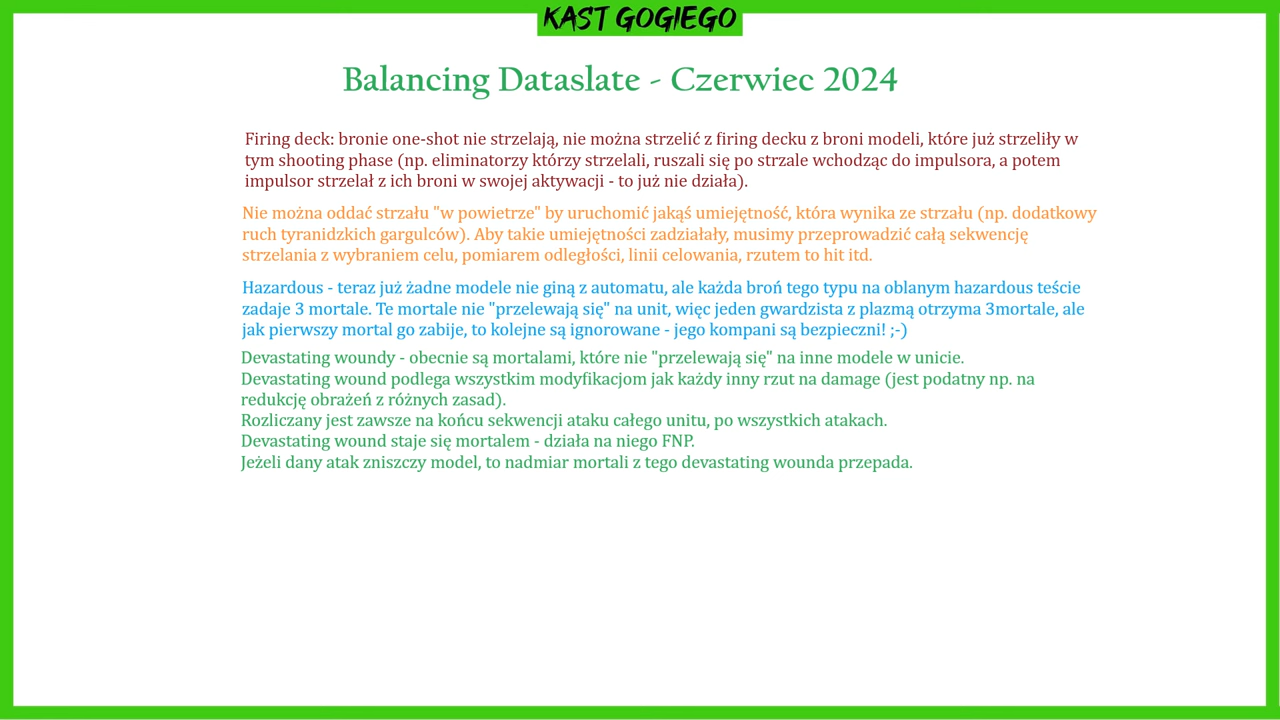 KAST GOGIEGO
Balancing Dataslate - Czerwiec 2024
Firing deck: bronie one-shot nie strzelają, nie można strzelić z firing decku z broni modeli, które już strzeliły w
tym shooting phase (np. eliminatorzy którzy strzelali, ruszali się po strzale wchodząc do impulsora, a potem
impulsor strzelał z ich broni w swojej aktywacji - to już nie działa).
Nie można oddać strzału "w powietrze" by uruchomić jakąś umiejętność, która wynika ze strzału (np. dodatkowy
ruch tyranidzkich gargulców). Aby takie umiejętności zadziałały, musimy przeprowadzić całą sekwencję
strzelania z wybraniem celu, pomiarem odległości, linii celowania, rzutem to hit itd.
Hazardous - teraz już żadne modele nie giną z automatu, ale każda broń tego typu na oblanym hazardous teście
zadaje 3 mortale. Te mortale nie "przelewają się" na unit, więc jeden gwardzista z plazmą otrzyma 3mortale, ale
jak pierwszy mortal go zabije, to kolejne są ignorowane - jego kompani są bezpieczni! ;-)
Devastating woundy - obecnie są mortalami, które nie "przelewają się" na inne modele w unicie.
Devastating wound podlega wszystkim modyfikacjom jak każdy inny rzut na damage (jest podatny np. na
redukcję obrażeń z różnych zasad).
Rozliczany jest zawsze na końcu sekwencji ataku całego unitu, po wszystkich atakach.
Devastating wound staje się mortalem - działa na niego FNP.
Jeżeli dany atak zniszczy model, to nadmiar mortali z tego devastating wounda przepada.